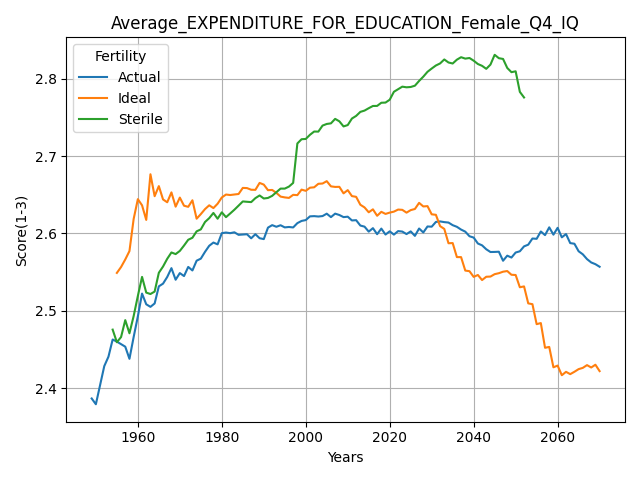 Average_EXPENDITURE_FOR_EDUCATION_Female_Q4_IQ
Fertility
Actual
Ideal
Sterile
Score(1-3)
2.8
2.7
2.6
2.5
2.4
1960 1980 2000 2020 2040 2060
Years